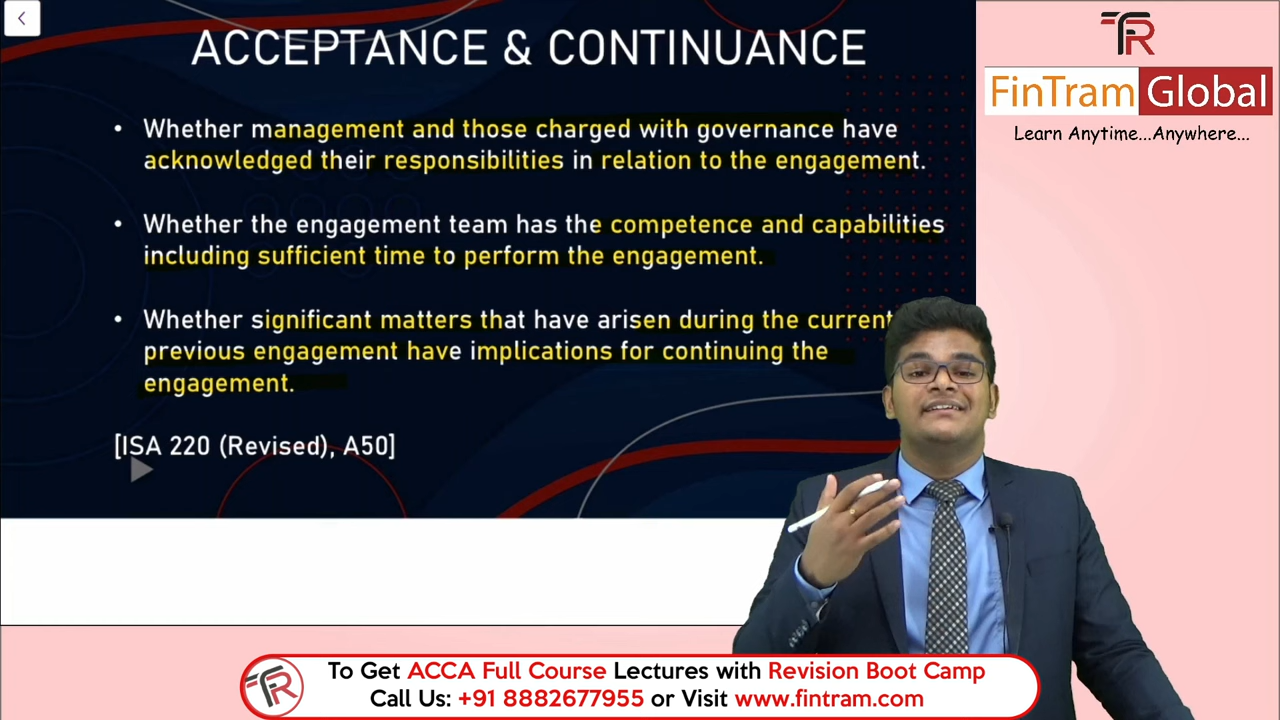 ACCEPTANCE & CONTINUANCE
• Whether management and those charged with governance have
acknowledged their responsibilities in relation to the engagement.
• Whether the engagement team has the competence and capabilities
including sufficient time to perform the engagement.
• Whether significant matters that have arisen during the current
previous engagement have implications for continuing the
engagement.
[ISA 220 (Revised), A50]
FR
FinTram Global
Learn Anytime...Anywhere...
FR
To Get ACCA Full Course Lectures with Revision Boot Camp
Call Us: +91 8882677955 or Visit www.fintram.com